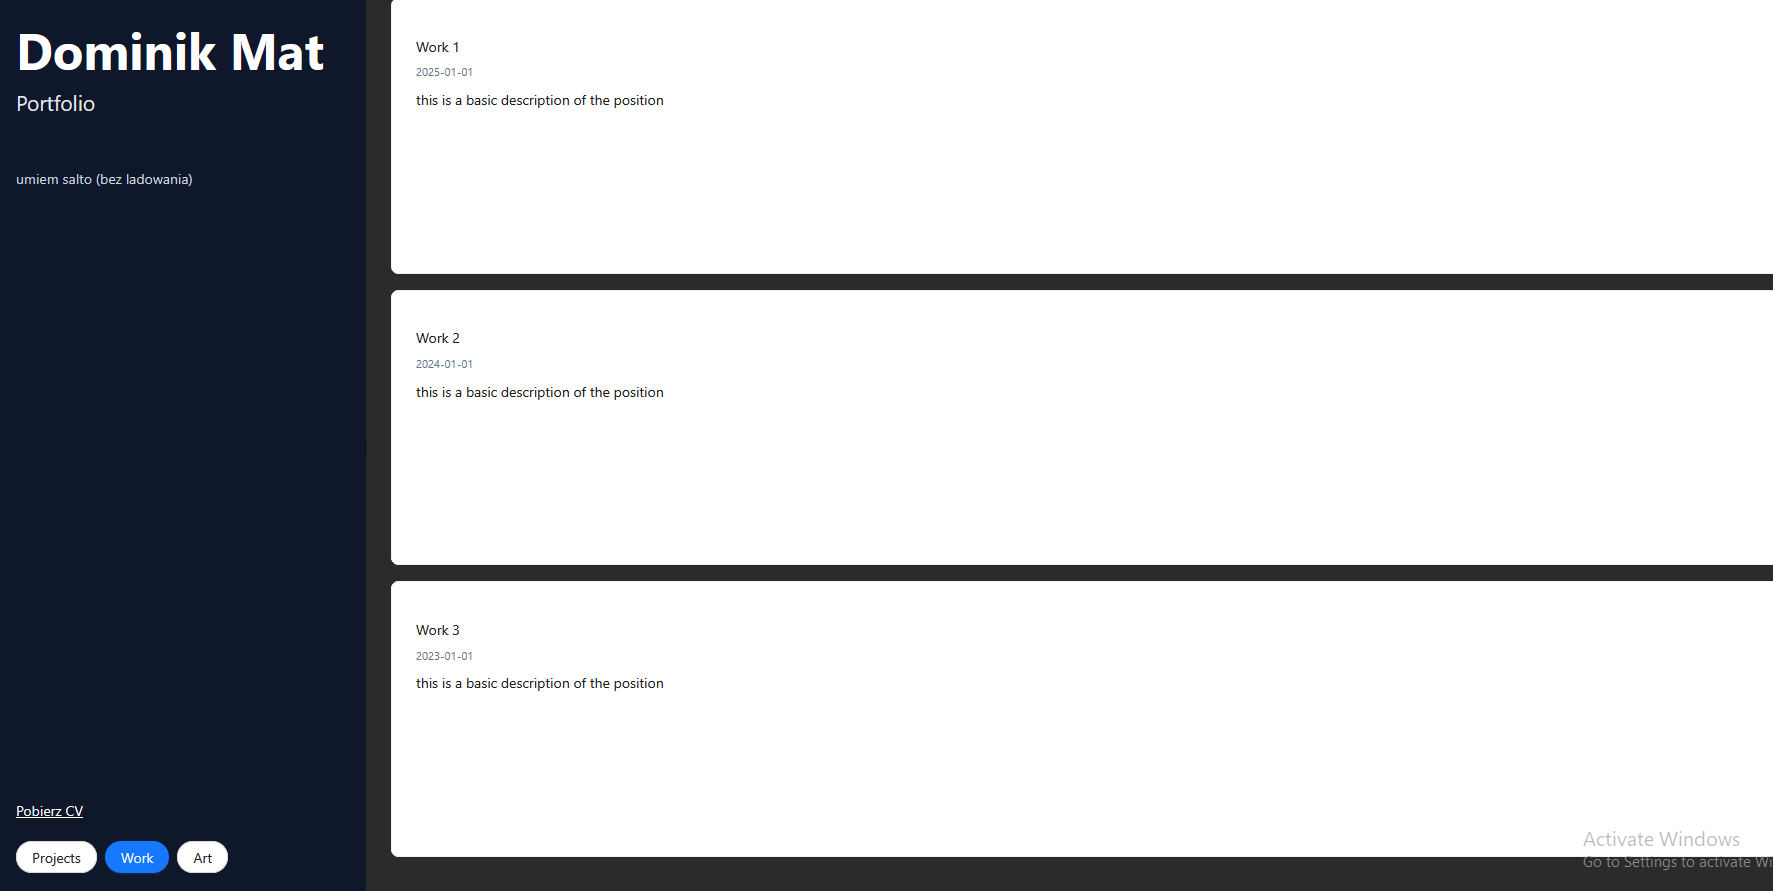 Dominik Mat
Portfolio
umiem salto (bez ladowania)
Pobierz CV
Projects
Work
Art
Work 1
2025-01-01
this is a basic description of the position
Work 2
2024-01-01
this is a basic description of the position
Work 3
2023-01-01
this is a basic description of the position
Activate Windows
Go to Settings to activate Wi